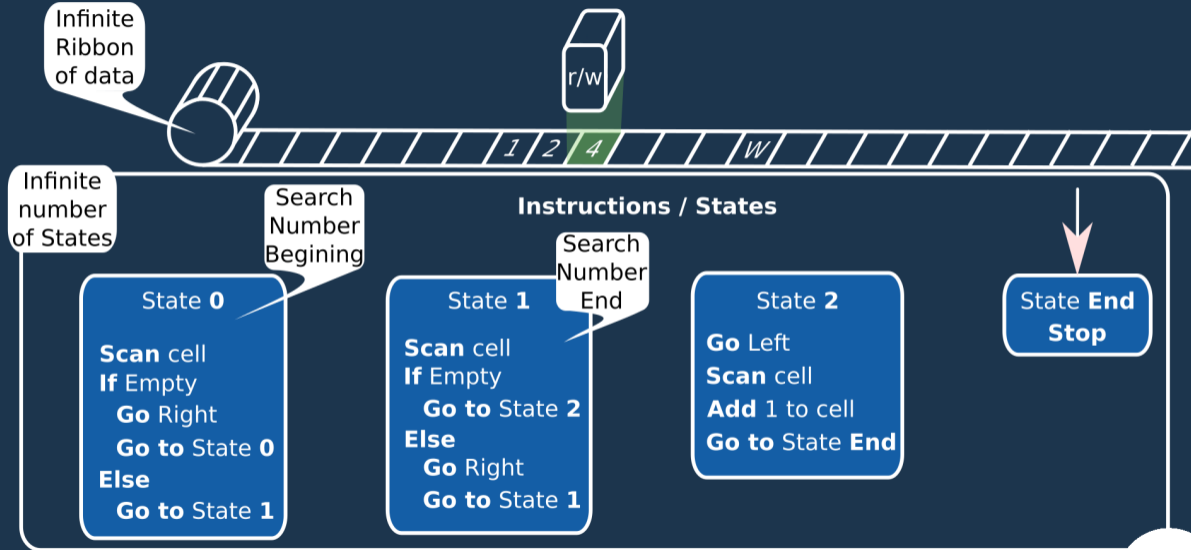 Infinite
Ribbon
of data
r/w
1 2 4 W
Infinite
number
of States
Instructions / States
Search
Number
Begining
State 0
Scan cell
If Empty
Go Right
Go to State 0
Else
Go to State 1
Search
Number
End
State 1
Scan cell
If Empty
Go to State 2
Else
Go Right
Go to State 1
State 2
Go Left
Scan cell
Add 1 to cell
Go to State End
State End
Stop